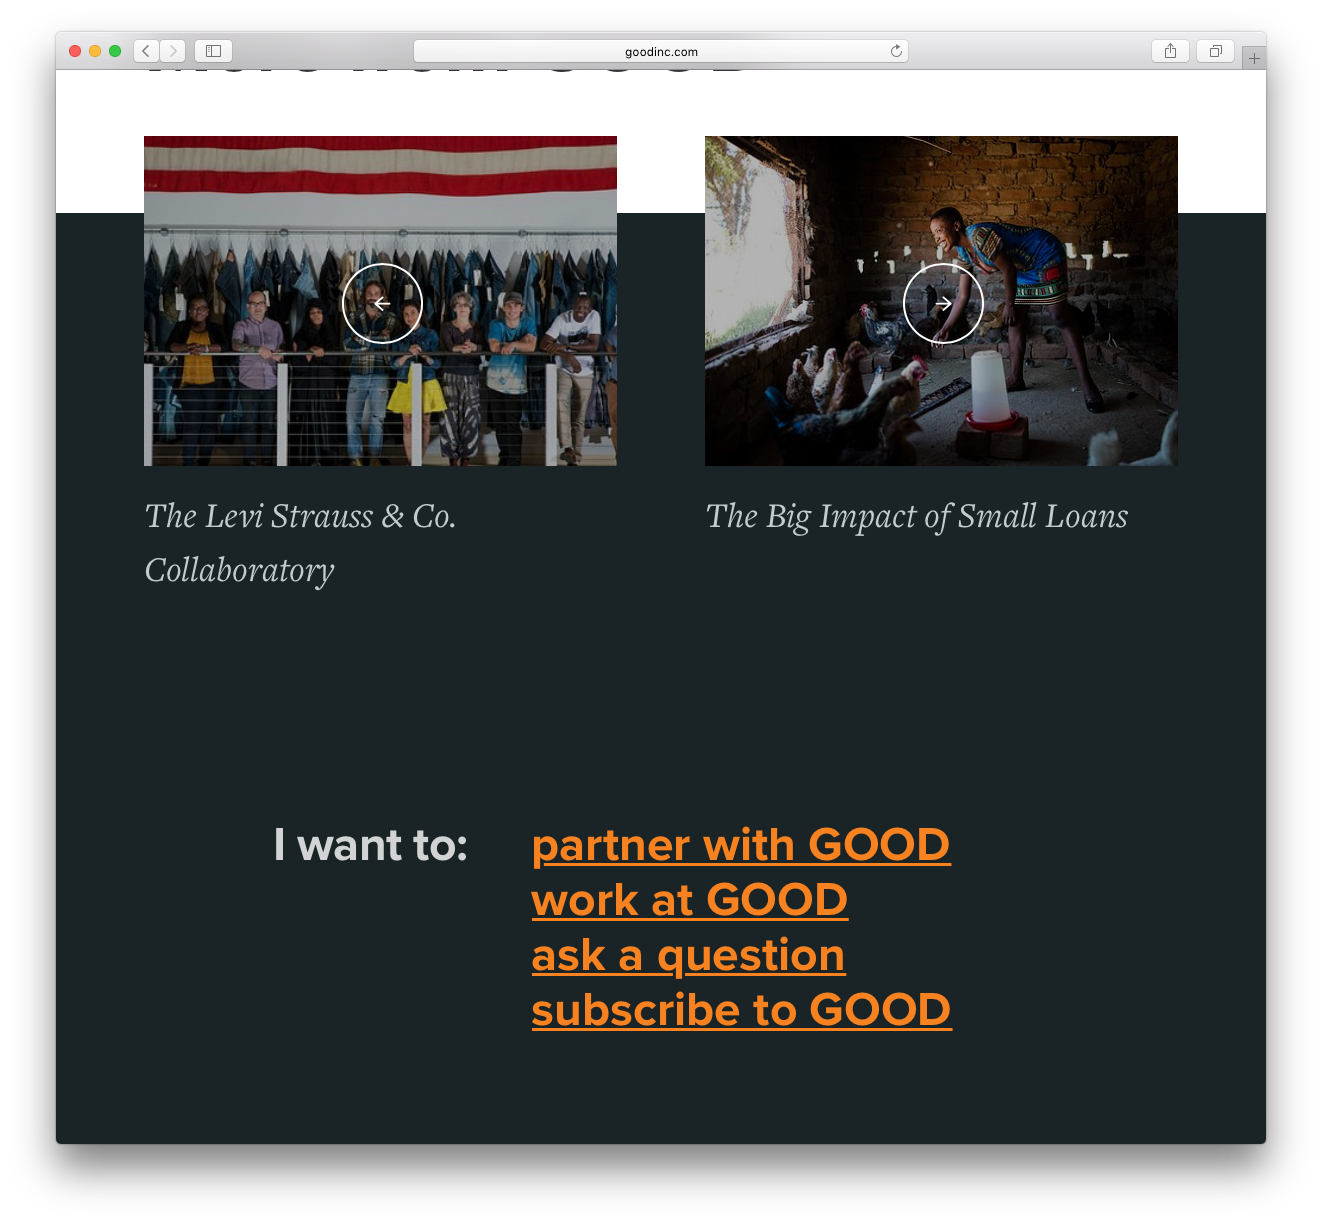 goodinc.com
The Levi Strauss & Co.
Collaboratory
The Big Impact of Small Loans
I want to:
partner with GOOD
work at GOOD
ask a question
subscribe to GOOD